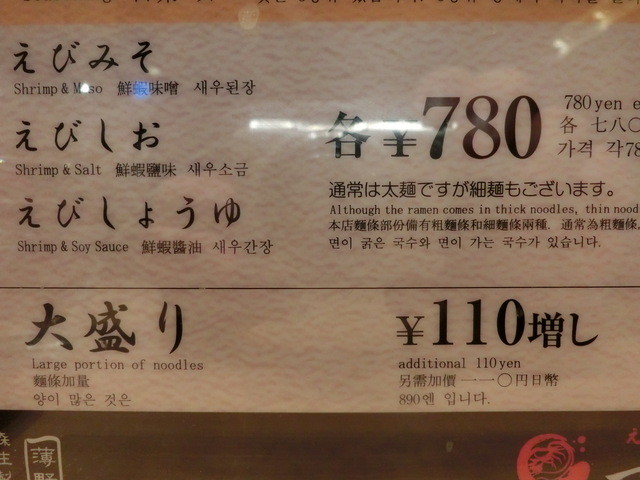 えびみそ
Shrimp & Miso 鮮蝦味噌 새우된장
えびしお
Shrimp & Salt 鮮蝦鹽味 새우소금
えびしょうゆ
Shrimp & Soy Sauce 鮮蝦醬油 새우간장
各¥780
780 yen e
各 七八〇
가격 각78
通常は太麺ですが細麺もございます。
Although the ramen comes in thick noodles, thin nood
本店麵條部份備有粗麵條和細麵條兩種，通常為粗麵條，
면이 굵은 국수와 면이 가는 국수가 있습니다.
大盛り
Large portion of noodles
麵條加量
양이 많은 것은
¥110増し
additional 110yen
另需加價一一〇円日幣
890엔 입니다.
薄野